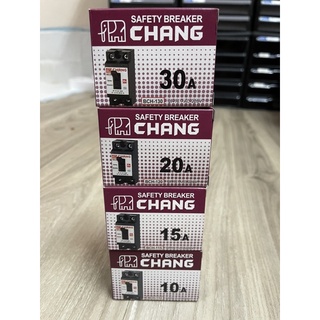 SAFETY BREAKER
CHANG
30A
BCH-130
SAFETY BREAKER
CHANG
20A
SAFETY BREAKER
CHANG
15A
SAFETY BREAKER
CHANG
10A